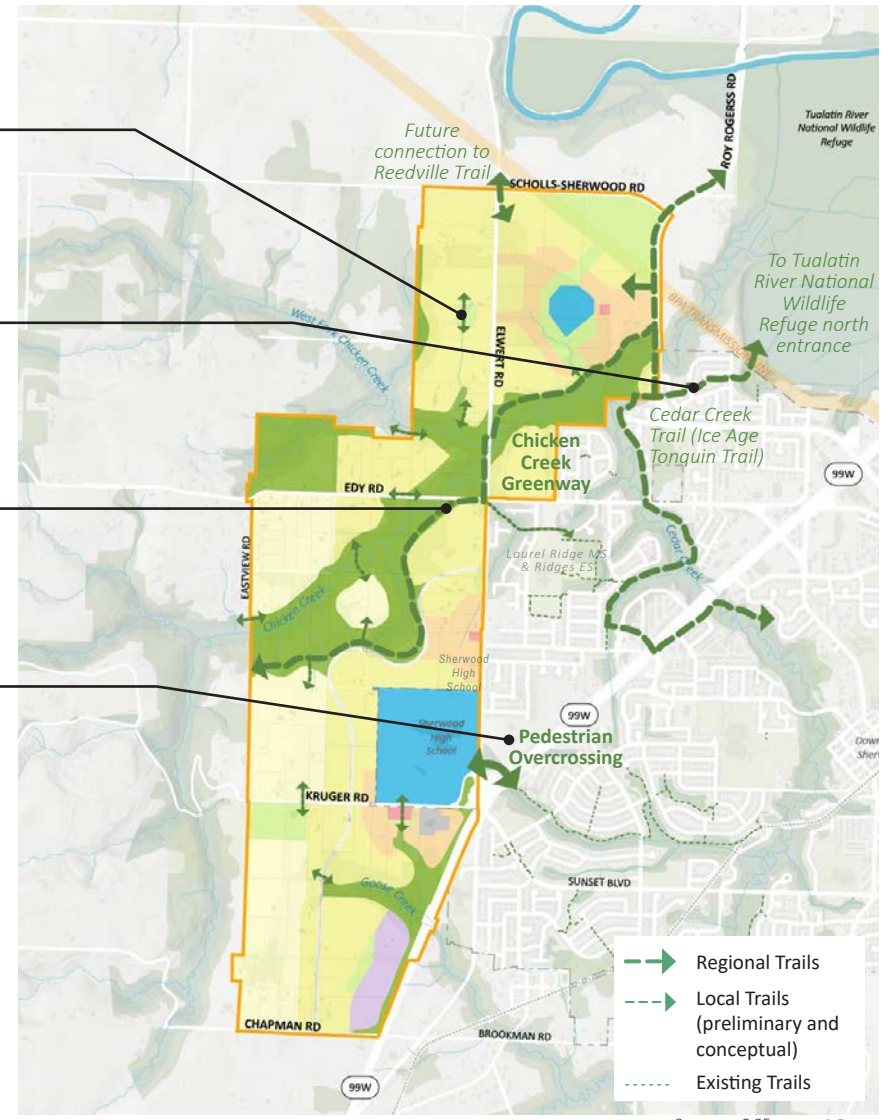 Tualatin River
National Wildlife
Refuge
ROY ROGERSS RD
Future
connection to
Reedville Trail
SCHOLLS-SHERWOOD RD
To Tualatin
River National
Wildlife
Refuge north
entrance
BPA TRANSMISSION LINE
West Fork Chicken Creek
ELWERT RD
Cedar Creek
Trail (Ice Age
Tonquin Trail)
Chicken
Creek
Greenway
99W
EDY RD
Cedar Creek
Laurel Ridge MS
& Ridges ES
EASTVIEW RD
Chicken Creek
Sherwood
High
School
Sherwood
High
School
99W
Pedestrian
Overcrossing
KRUGER RD
SUNSET BLVD
Goose Creek
CHAPMAN RD
BROOKMAN RD
99W
Regional Trails
Local Trails
(preliminary and
conceptual)
Existing Trails